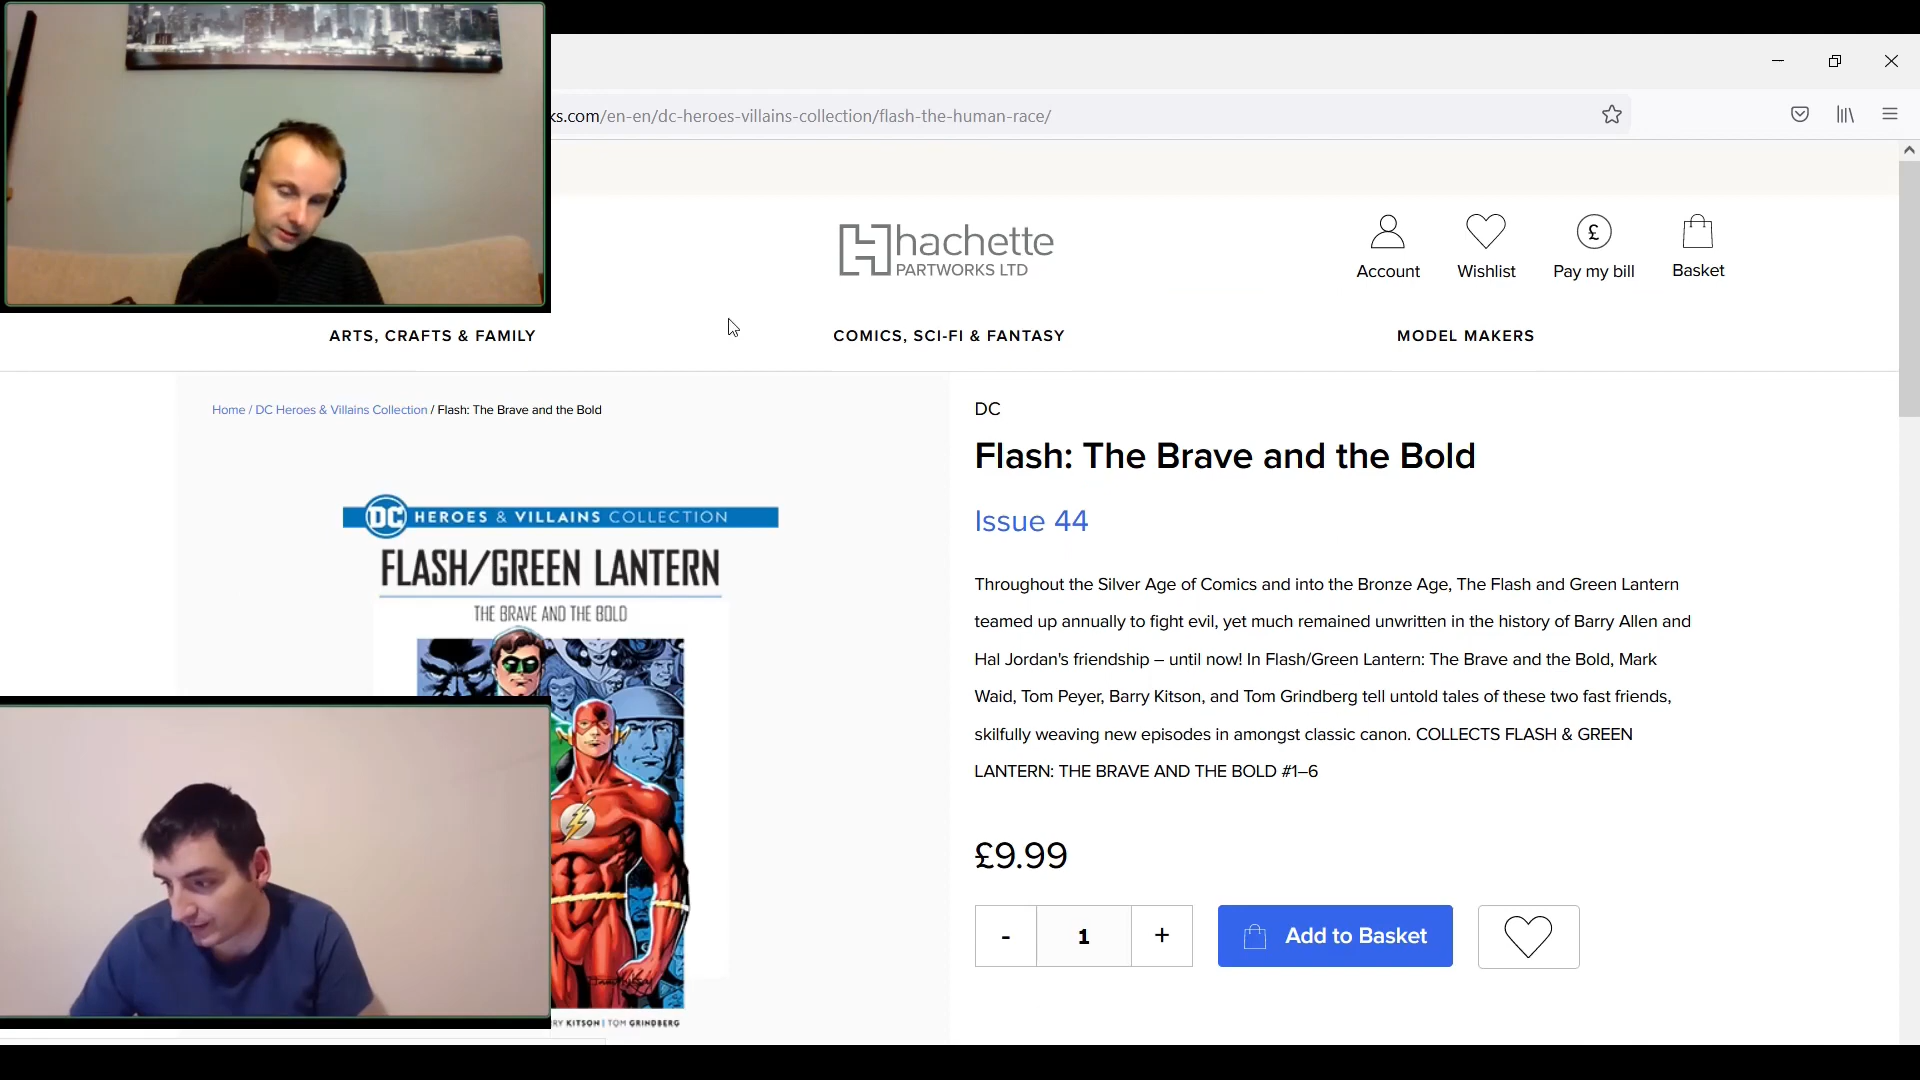 ks.com/en-en/dc-heroes-villains-collection/flash-the-human-race/
hachette
PARTWORKS LTD
Account
Wishlist
£
Pay my bill
Basket
ARTS, CRAFTS & FAMILY
COMICS, SCI-FI & FANTASY
MODEL MAKERS
Home / DC Heroes & Villains Collection / Flash: The Brave and the Bold
DC HEROES & VILLAINS COLLECTION
FLASH/GREEN LANTERN
THE BRAVE AND THE BOLD
RY KITSON | TOM GRINDBERG
DC
Flash: The Brave and the Bold
Issue 44
Throughout the Silver Age of Comics and into the Bronze Age, The Flash and Green Lantern
teamed up annually to fight evil, yet much remained unwritten in the history of Barry Allen and
Hal Jordan's friendship – until now! In Flash/Green Lantern: The Brave and the Bold, Mark
Waid, Tom Peyer, Barry Kitson, and Tom Grindberg tell untold tales of these two fast friends,
skilfully weaving new episodes in amongst classic canon. COLLECTS FLASH & GREEN
LANTERN: THE BRAVE AND THE BOLD #1–6
£9.99
- 1 +
Add to Basket